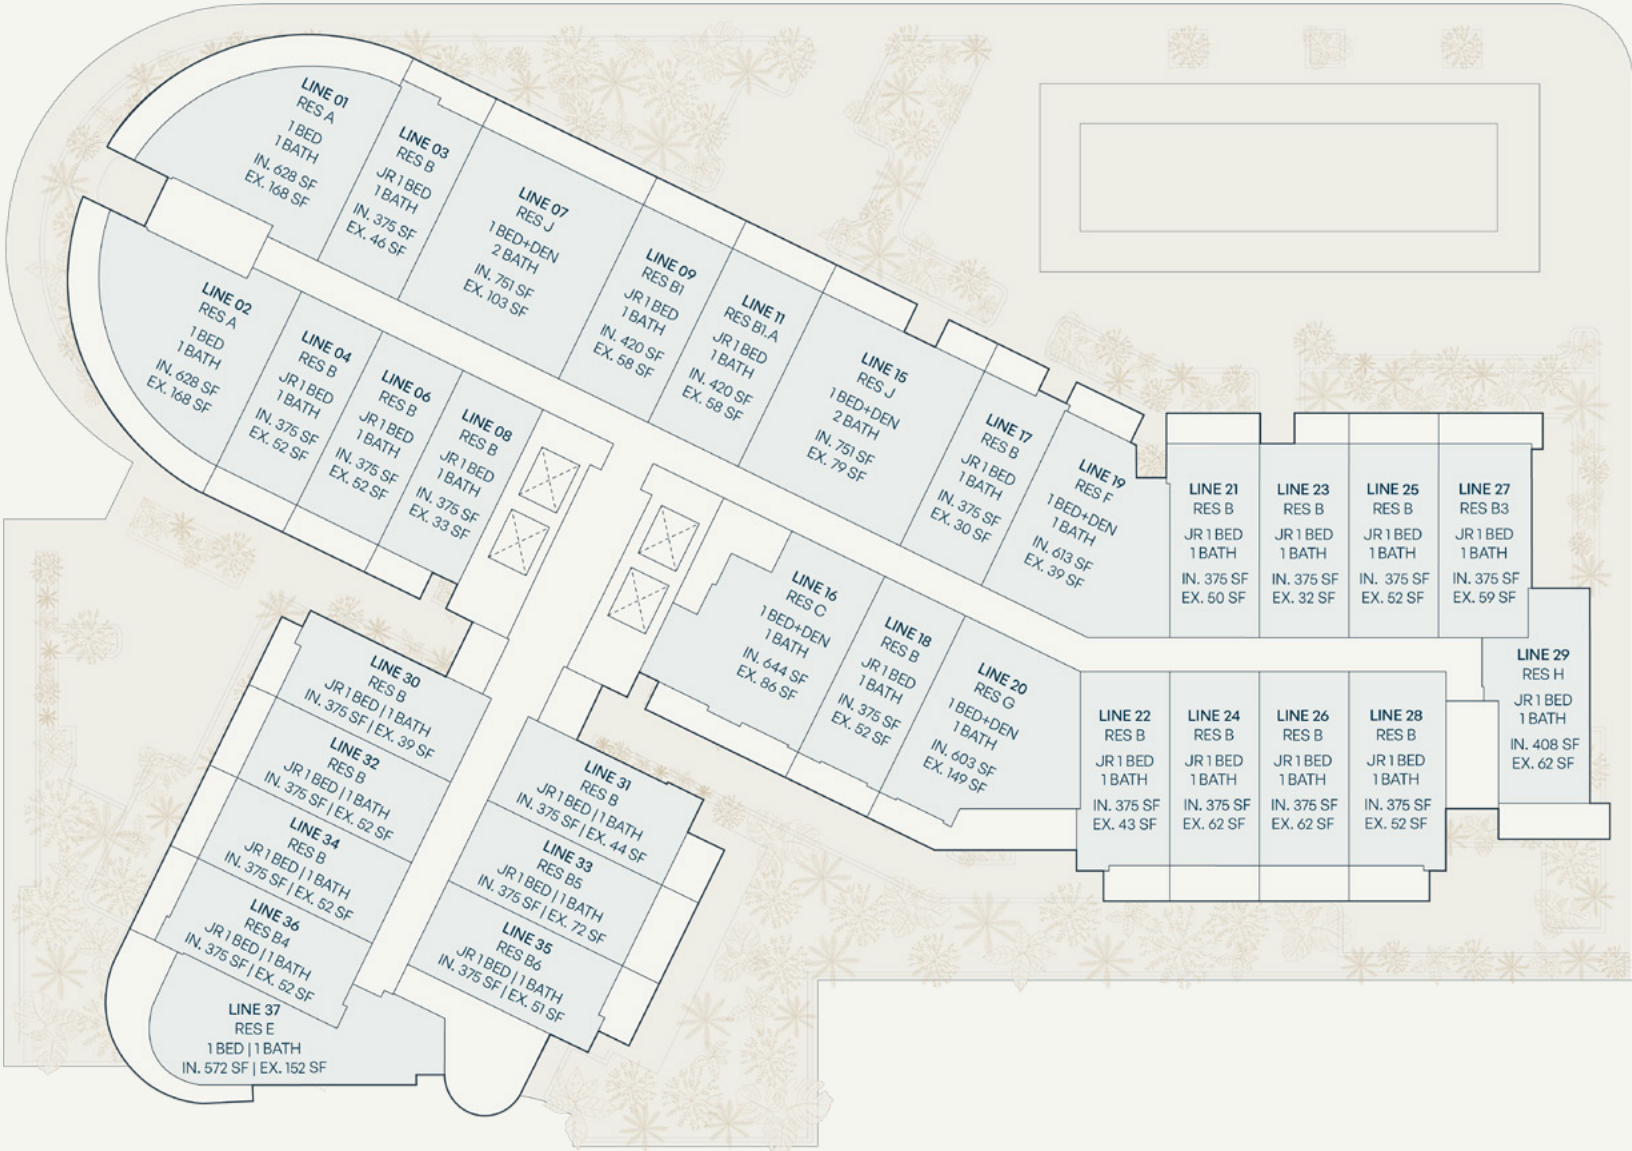 LINE 01
RES A
1 BED
1 BATH
IN. 628 SF
EX. 168 SF
LINE 03
RES B
JR 1 BED
1 BATH
IN. 375 SF
EX. 46 SF
LINE 07
RES J
1 BED+DEN
2 BATH
IN. 751 SF
EX. 103 SF
LINE 09
RES B1
JR 1 BED
1 BATH
IN. 420 SF
EX. 58 SF
LINE 11
RES B1.A
JR 1 BED
1 BATH
IN. 420 SF
EX. 58 SF
LINE 15
RES J
1 BED+DEN
2 BATH
IN. 751 SF
EX. 79 SF
LINE 17
RES B
JR 1 BED
1 BATH
IN. 375 SF
EX. 30 SF
LINE 19
RES F
1 BED+DEN
1 BATH
IN. 613 SF
EX. 39 SF
LINE 21
RES B
JR 1 BED
1 BATH
IN. 375 SF
EX. 50 SF
LINE 23
RES B
JR 1 BED
1 BATH
IN. 375 SF
EX. 32 SF
LINE 25
RES B
JR 1 BED
1 BATH
IN. 375 SF
EX. 52 SF
LINE 27
RES B3
JR 1 BED
1 BATH
IN. 375 SF
EX. 59 SF
LINE 29
RES H
JR 1 BED
1 BATH
IN. 408 SF
EX. 62 SF
LINE 02
RES A
1 BED
1 BATH
IN. 628 SF
EX. 168 SF
LINE 04
RES B
JR 1 BED
1 BATH
IN. 375 SF
EX. 52 SF
LINE 06
RES B
JR 1 BED
1 BATH
IN. 375 SF
EX. 52 SF
LINE 08
RES B
JR 1 BED
1 BATH
IN. 375 SF
EX. 33 SF
LINE 16
RES C
1 BED+DEN
1 BATH
IN. 644 SF
EX. 86 SF
LINE 18
RES B
JR 1 BED
1 BATH
IN. 375 SF
EX. 52 SF
LINE 20
RES G
1 BED+DEN
1 BATH
IN. 603 SF
EX. 149 SF
LINE 22
RES B
JR 1 BED
1 BATH
IN. 375 SF
EX. 43 SF
LINE 24
RES B
JR 1 BED
1 BATH
IN. 375 SF
EX. 62 SF
LINE 26
RES B
JR 1 BED
1 BATH
IN. 375 SF
EX. 62 SF
LINE 28
RES B
JR 1 BED
1 BATH
IN. 375 SF
EX. 52 SF
LINE 30
RES B
JR 1 BED | 1 BATH
IN. 375 SF | EX. 39 SF
LINE 32
RES B
JR 1 BED | 1 BATH
IN. 375 SF | EX. 52 SF
LINE 34
RES B
JR 1 BED | 1 BATH
IN. 375 SF | EX. 52 SF
LINE 36
RES B4
JR 1 BED | 1 BATH
IN. 375 SF | EX. 52 SF
LINE 37
RES E
1 BED | 1 BATH
IN. 572 SF | EX. 152 SF
LINE 31
RES B
JR 1 BED | 1 BATH
IN. 375 SF | EX. 44 SF
LINE 33
RES B5
JR 1 BED | 1 BATH
IN. 375 SF | EX. 72 SF
LINE 35
RES B6
JR 1 BED | 1 BATH
IN. 375 SF | EX. 51 SF